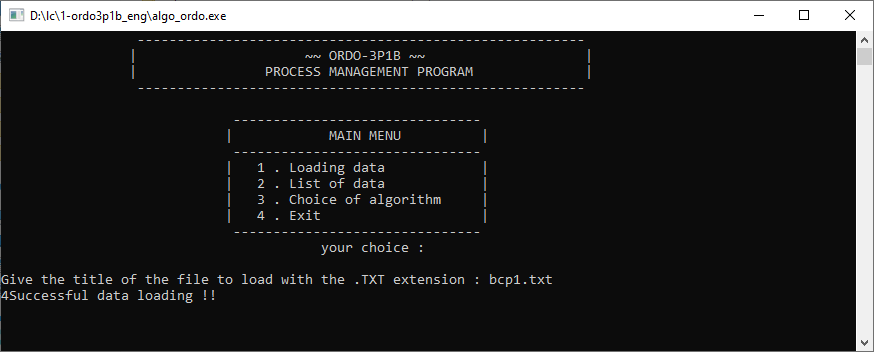 D:\lc\1-ordo3p1b_eng\algo_ordo.exe
~~ ORDO-3P1B ~~
PROCESS MANAGEMENT PROGRAM
MAIN MENU
1 . Loading data
2 . List of data
3 . Choice of algorithm
4 . Exit
your choice :
Give the title of the file to load with the .TXT extension : bcp1.txt
4Successful data loading !!